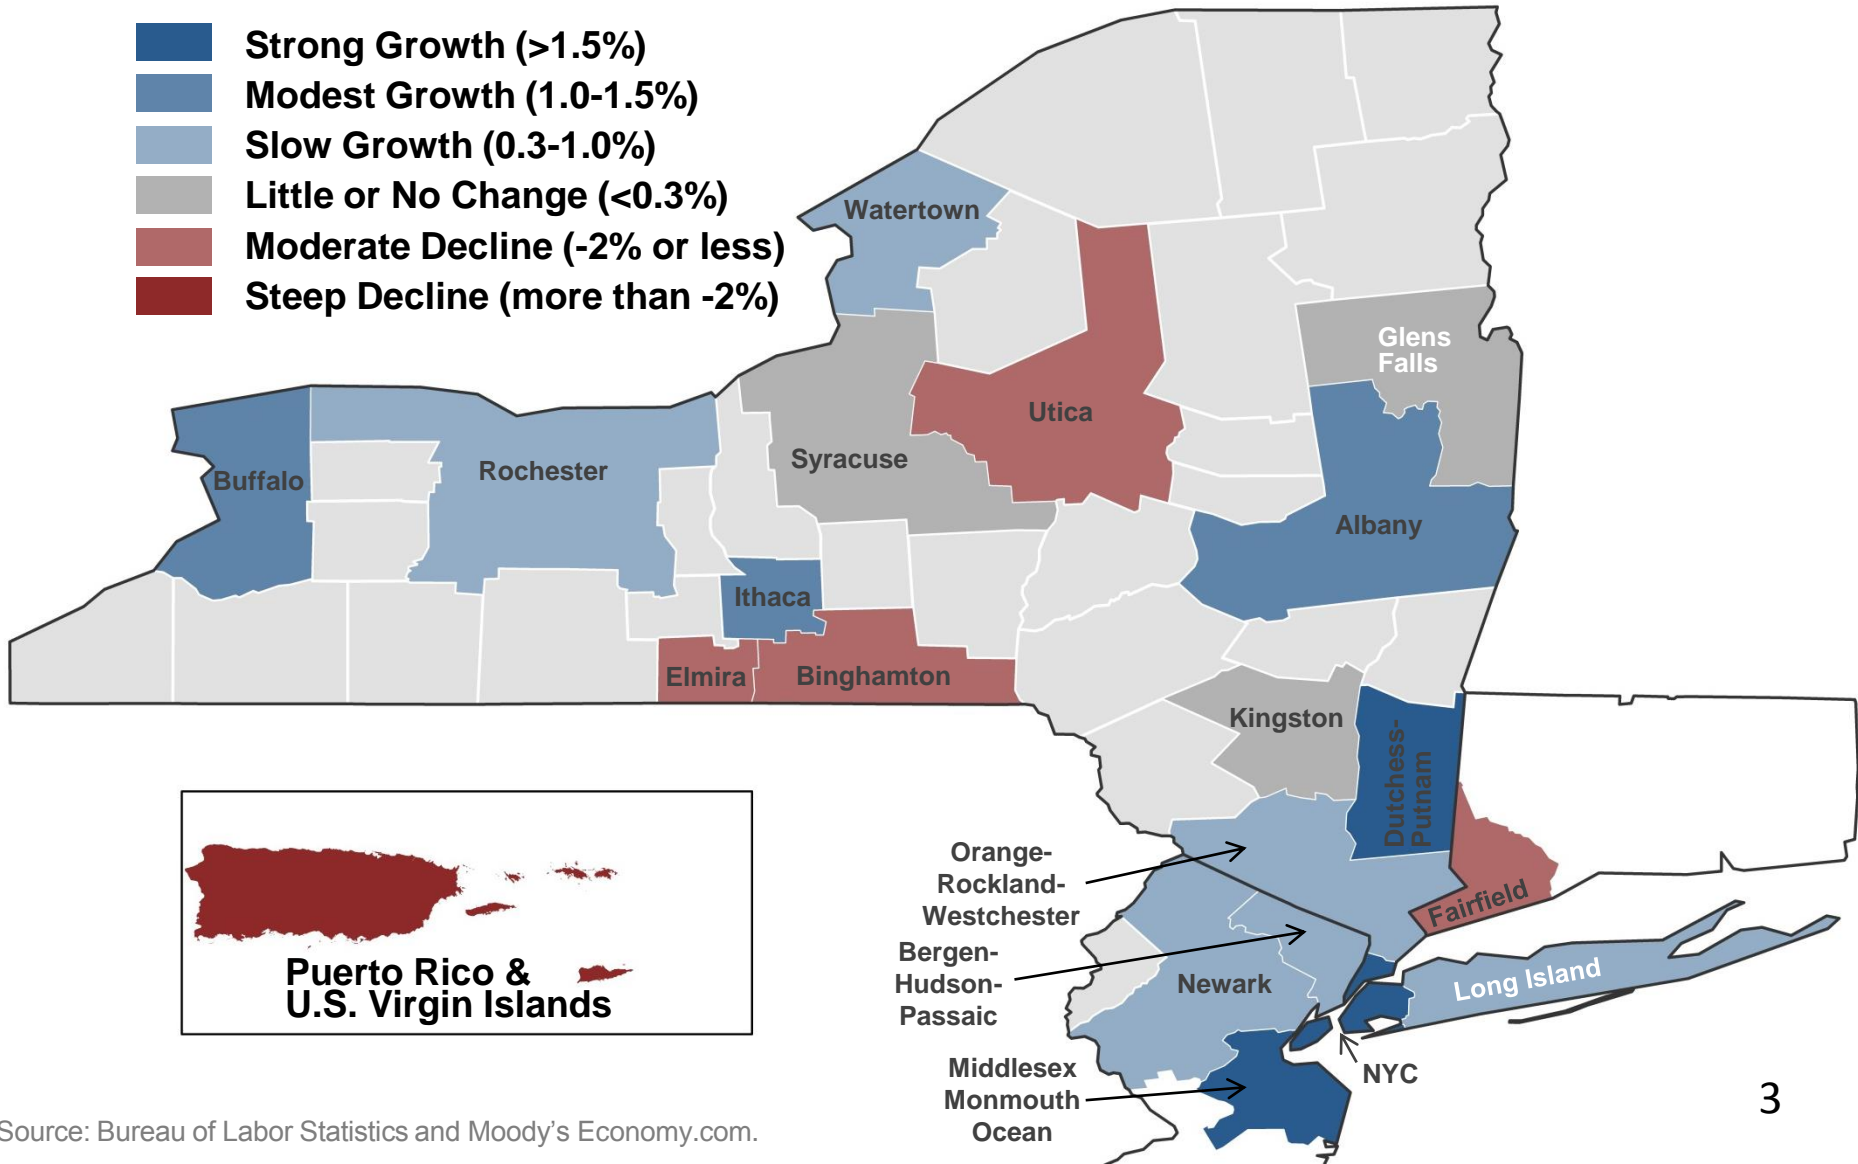 Strong Growth (>1.5%)
Modest Growth (1.0-1.5%)
Slow Growth (0.3-1.0%)
Little or No Change (<0.3%)
Moderate Decline (-2% or less)
Steep Decline (more than -2%)
Watertown
Glens
Falls
Utica
Syracuse
Rochester
Buffalo
Albany
Ithaca
Elmira
Binghamton
Kingston
Dutchess-
Putnam
Orange-
Rockland-
Westchester
Fairfield
Bergen-
Hudson-
Passaic
Newark
Long Island
Puerto Rico &
U.S. Virgin Islands
Middlesex
Monmouth
Ocean
NYC
3
Source: Bureau of Labor Statistics and Moody’s Economy.com.